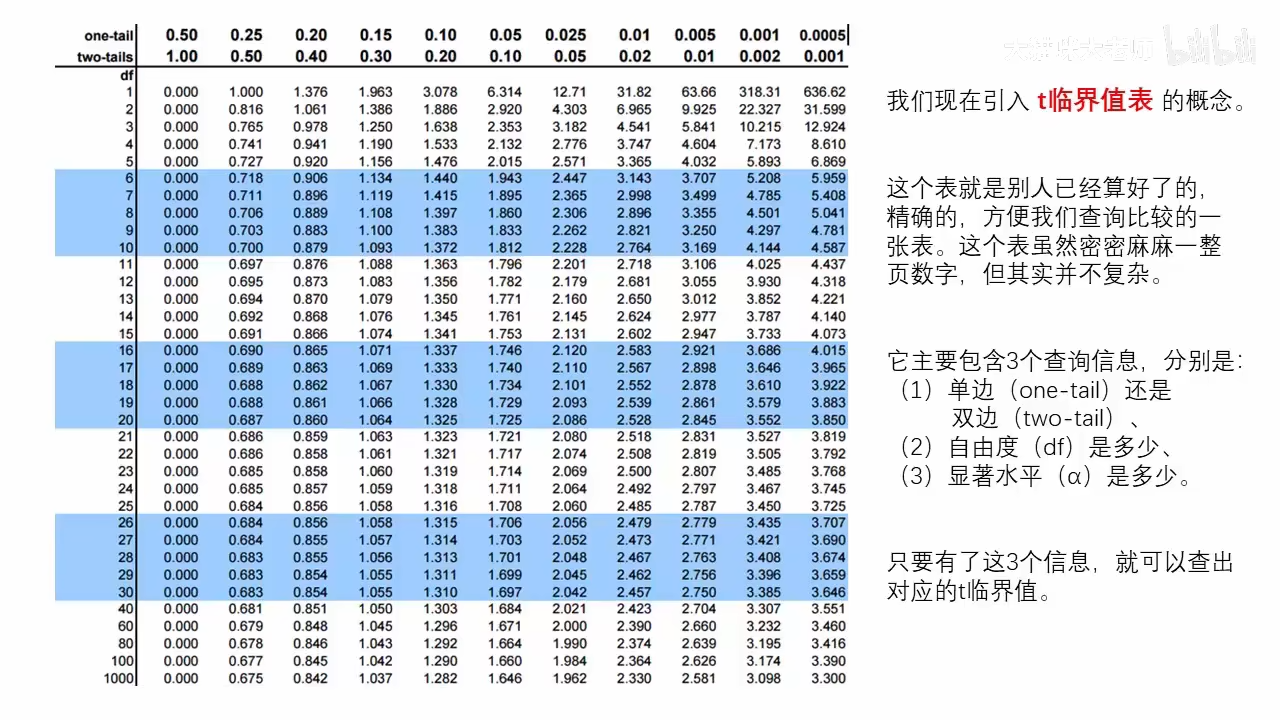 one-tail 0.50 0.25 0.20 0.15 0.10 0.05 0.025 0.01 0.005 0.001 0.0005
two-tails 1.00 0.50 0.40 0.30 0.20 0.10 0.05 0.02 0.01 0.002 0.001
df
1 0.000 1.000 1.376 1.963 3.078 6.314 12.71 31.82 63.66 318.31 636.62
2 0.000 0.816 1.061 1.386 1.886 2.920 4.303 6.965 9.925 22.327 31.599
3 0.000 0.765 0.978 1.250 1.638 2.353 3.182 4.541 5.841 10.215 12.924
4 0.000 0.741 0.941 1.190 1.533 2.132 2.776 3.747 4.604 7.173 8.610
5 0.000 0.727 0.920 1.156 1.476 2.015 2.571 3.365 4.032 5.893 6.869
6 0.000 0.718 0.906 1.134 1.440 1.943 2.447 3.143 3.707 5.208 5.959
7 0.000 0.711 0.896 1.119 1.415 1.895 2.365 2.998 3.499 4.785 5.408
8 0.000 0.706 0.889 1.108 1.397 1.860 2.306 2.896 3.355 4.501 5.041
9 0.000 0.703 0.883 1.100 1.383 1.833 2.262 2.821 3.250 4.297 4.781
10 0.000 0.700 0.879 1.093 1.372 1.812 2.228 2.764 3.169 4.144 4.587
11 0.000 0.697 0.876 1.088 1.363 1.796 2.201 2.718 3.106 4.025 4.437
12 0.000 0.695 0.873 1.083 1.356 1.782 2.179 2.681 3.055 3.930 4.318
13 0.000 0.694 0.870 1.079 1.350 1.771 2.160 2.650 3.012 3.852 4.221
14 0.000 0.692 0.868 1.076 1.345 1.761 2.145 2.624 2.977 3.787 4.140
15 0.000 0.691 0.866 1.074 1.341 1.753 2.131 2.602 2.947 3.733 4.073
16 0.000 0.690 0.865 1.071 1.337 1.746 2.120 2.583 2.921 3.686 4.015
17 0.000 0.689 0.863 1.069 1.333 1.740 2.110 2.567 2.898 3.646 3.965
18 0.000 0.688 0.862 1.067 1.330 1.734 2.101 2.552 2.878 3.610 3.922
19 0.000 0.688 0.861 1.066 1.328 1.729 2.093 2.539 2.861 3.579 3.883
20 0.000 0.687 0.860 1.064 1.325 1.725 2.086 2.528 2.845 3.552 3.850
21 0.000 0.686 0.859 1.063 1.323 1.721 2.080 2.518 2.831 3.527 3.819
22 0.000 0.686 0.858 1.061 1.321 1.717 2.074 2.508 2.819 3.505 3.792
23 0.000 0.685 0.858 1.060 1.319 1.714 2.069 2.500 2.807 3.485 3.768
24 0.000 0.685 0.857 1.059 1.318 1.711 2.064 2.492 2.797 3.467 3.745
25 0.000 0.684 0.856 1.058 1.316 1.708 2.060 2.485 2.787 3.450 3.725
26 0.000 0.684 0.856 1.058 1.315 1.706 2.056 2.479 2.779 3.435 3.707
27 0.000 0.684 0.855 1.057 1.314 1.703 2.052 2.473 2.771 3.421 3.690
28 0.000 0.683 0.855 1.056 1.313 1.701 2.048 2.467 2.763 3.408 3.674
29 0.000 0.683 0.854 1.055 1.311 1.699 2.045 2.462 2.756 3.396 3.659
30 0.000 0.683 0.854 1.055 1.310 1.697 2.042 2.457 2.750 3.385 3.646
40 0.000 0.681 0.851 1.050 1.303 1.684 2.021 2.423 2.704 3.307 3.551
60 0.000 0.679 0.848 1.045 1.296 1.671 2.000 2.390 2.660 3.232 3.460
80 0.000 0.678 0.846 1.043 1.292 1.664 1.990 2.374 2.639 3.195 3.416
100 0.000 0.677 0.845 1.042 1.290 1.660 1.984 2.364 2.626 3.174 3.390
1000 0.000 0.675 0.842 1.037 1.282 1.646 1.962 2.330 2.581 3.098 3.300
bilibili
我们现在引入 t临界值表 的概念。
这个表就是别人已经算好了的，
精确的，方便我们查询比较的一
张表。这个表虽然密密麻麻一整
页数字，但其实并不复杂。
它主要包含3个查询信息，分别是：
（1）单边（one-tail）还是
双边（two-tail）、
（2）自由度（df）是多少、
（3）显著水平（α）是多少。
只要有了这3个信息，就可以查出
对应的t临界值。